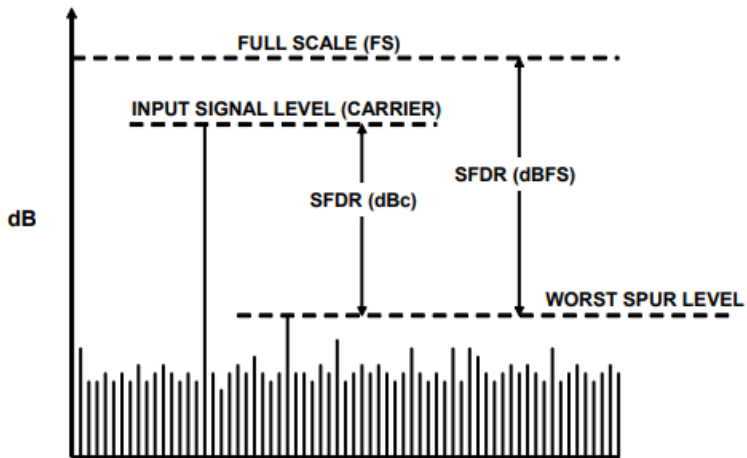 FULL SCALE (FS)
INPUT SIGNAL LEVEL (CARRIER)
SFDR (dBFS)
SFDR (dBc)
dB
WORST SPUR LEVEL